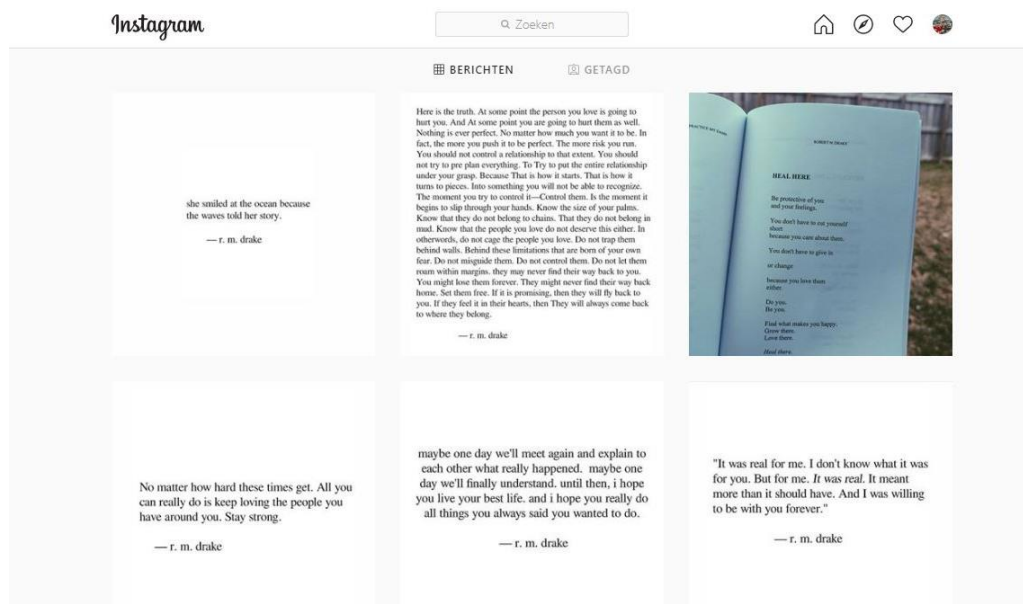 Instagram
Zoeken
BERICHTEN
GETAGD
she smiled at the ocean because
the waves told her story.
— r. m. drake
Here is the truth. At some point the person you love is going to
hurt you. And At some point you are going to hurt them as well.
Nothing is ever perfect. No matter how much you want it to be. In
fact, the more you push it to be perfect. The more risk you run.
You should not control a relationship to that extent. You should
not try to pre plan everything. To Try to put the entire relationship
under your grasp. Because That is how it starts. That is how it
turns to pieces. Into something you will not be able to recognize.
The moment you try to control it—Control them. Is the moment it
begins to slip through your hands. Know the size of your palms.
Know that they do not belong to chains. That they do not belong in
mud. Know that the people you love do not deserve this either. In
otherwords, do not cage the people you love. Do not trap them
behind walls. Behind these limitations that are born of your own
fear. Do not misguide them. Do not control them. Do not let them
roam within margins. they may never find their way back to you.
You might lose them forever. They might never find their way back
home. Set them free. If it is promising, then they will fly back to
you. If they feel it in their hearts, then They will always come back
to where they belong.
— r. m. drake
ROBERT M. DRAKE
HEAL HERE
Be protective of you
and your feelings.
You don't have to cut yourself
short
because you care about them.
You don't have to give in
or change
because you love them
either.
Do you.
Be you.
Find what makes you happy.
Grow there.
Love there.
Heal there.
No matter how hard these times get. All you
can really do is keep loving the people you
have around you. Stay strong.
— r. m. drake
maybe one day we'll meet again and explain to
each other what really happened. maybe one
day we'll finally understand. until then, i hope
you live your best life. and i hope you really do
all things you always said you wanted to do.
— r. m. drake
"It was real for me. I don't know what it was
for you. But for me. It was real. It meant
more than it should have. And I was willing
to be with you forever."
— r. m. drake